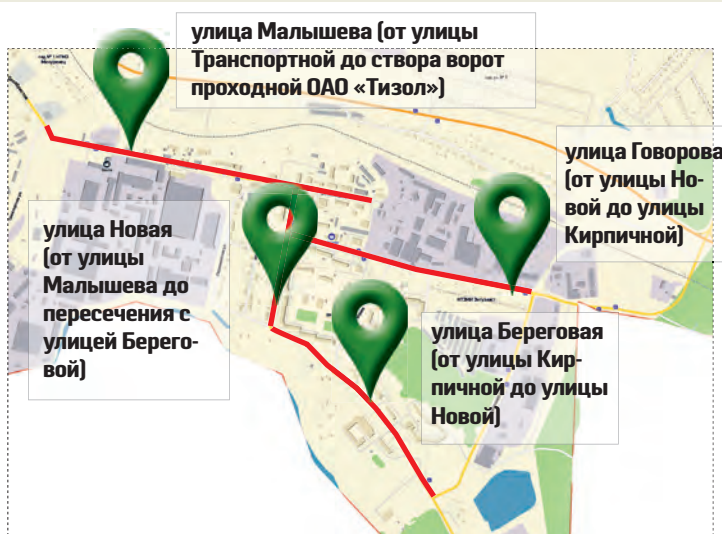 улица Малышева (от улицы
Транспортной до створа ворот
проходной ОАО «Тизол»)
улица Говорова
(от улицы Но-
вой до улицы
Кирпичной)
улица Новая
(от улицы
Малышева до
пересечения с
улицей Берего-
вой)
улица Береговая
(от улицы Кир-
пичной до улицы
Новой)